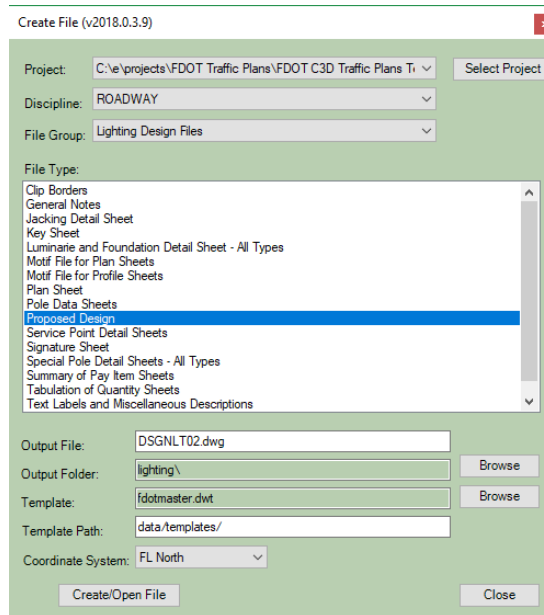 Create File (v2018.0.3.9)
Project: C:\e\projects\FDOT Traffic Plans\FDOT C3D Traffic Plans Select Project
Discipline: ROADWAY
File Group: Lighting Design Files
File Type:
Clip Borders
General Notes
Jacking Detail Sheet
Key Sheet
Luminarie and Foundation Detail Sheet - All Types
Motif File for Plan Sheets
Motif File for Profile Sheets
Plan Sheet
Pole Data Sheets
Proposed Design
Service Point Detail Sheets
Signature Sheet
Special Pole Detail Sheets - All Types
Summary of Pay Item Sheets
Tabulation of Quantity Sheets
Text Labels and Miscellaneous Descriptions
Output File: DSGNLT02.dwg
Output Folder: lighting\ Browse
Template: fdotmaster.dwt Browse
Template Path: data/templates/
Coordinate System: FL North
Create/Open File Close